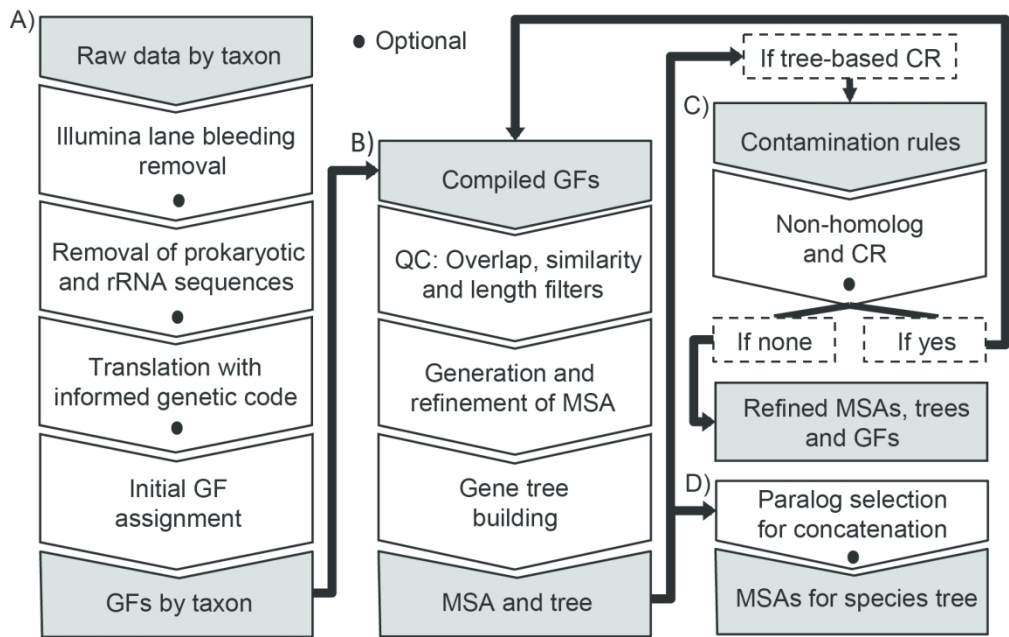 A)
Raw data by taxon
Illumina lane bleeding
removal
Removal of prokaryotic
and rRNA sequences
Translation with
informed genetic code
Initial GF
assignment
GFs by taxon
● Optional
B)
Compiled GFs
QC: Overlap, similarity
and length filters
Generation and
refinement of MSA
Gene tree
building
MSA and tree
If tree-based CR
C)
Contamination rules
Non-homolog
and CR
If none
If yes
Refined MSAs, trees
and GFs
D)
Paralog selection
for concatenation
MSAs for species tree